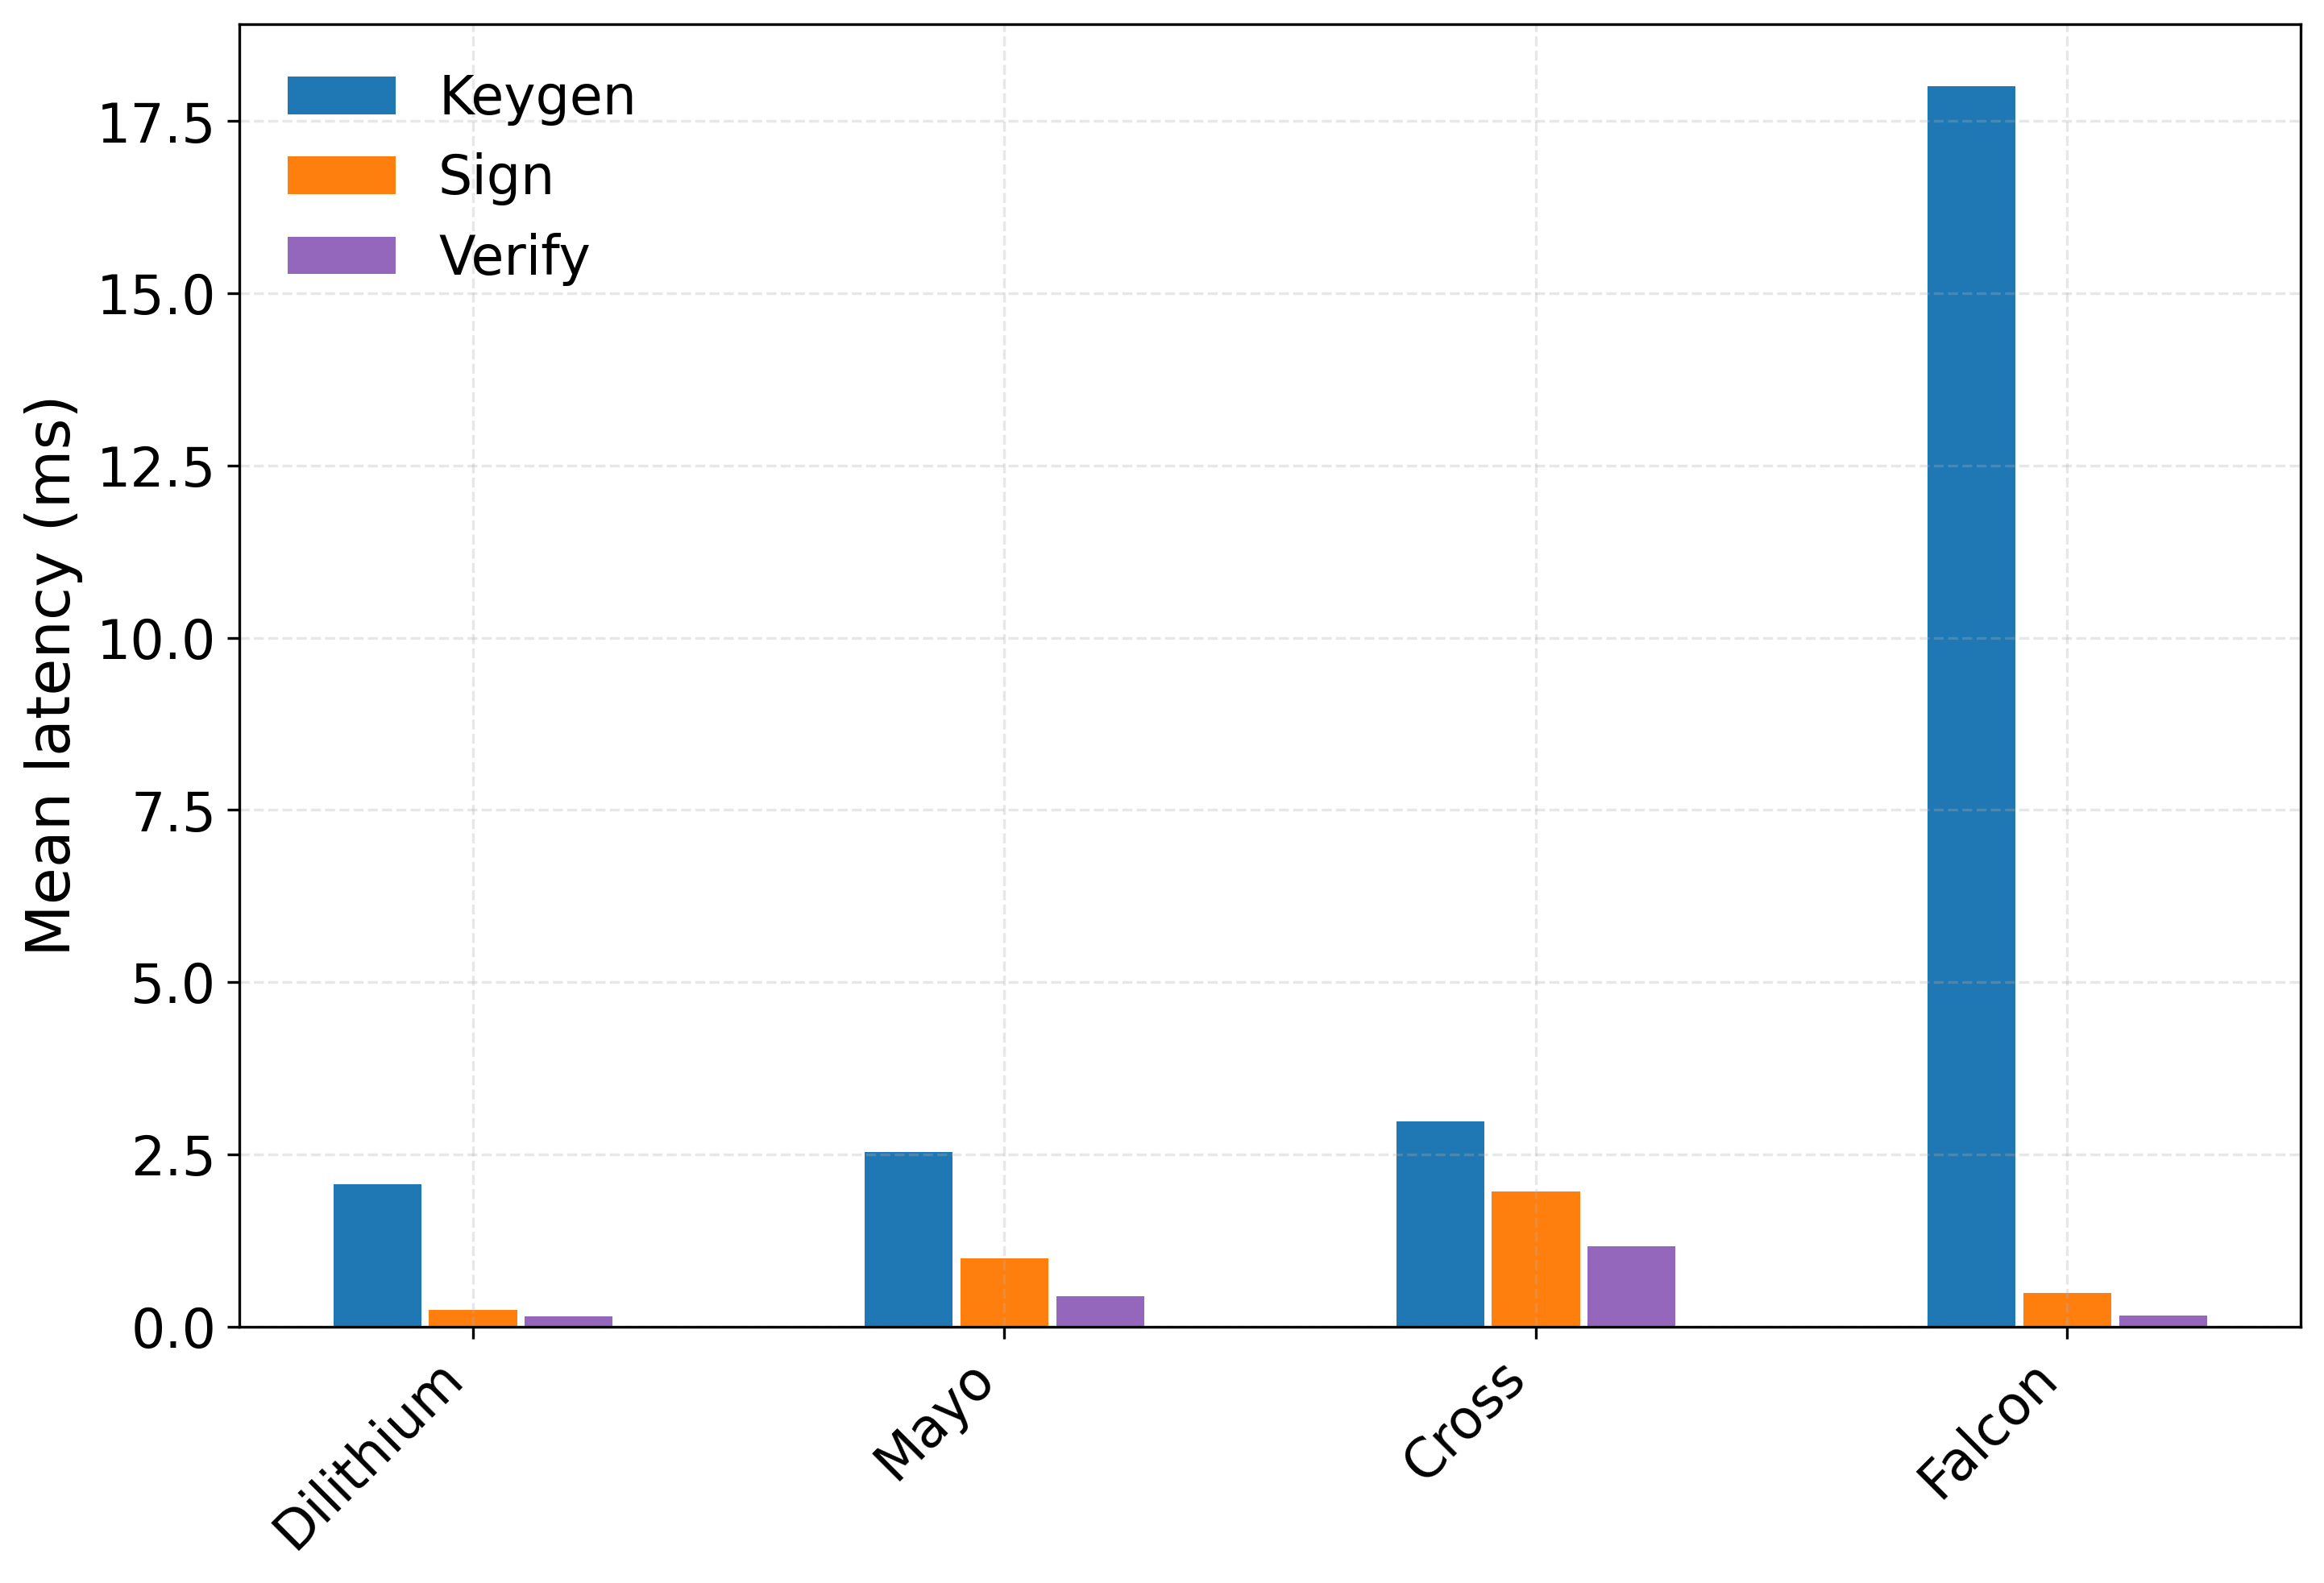 Keygen
Sign
Verify
Mean latency (ms)
17.5
15.0
12.5
10.0
7.5
5.0
2.5
0.0
Dilithium
Mayo
Cross
Falcon